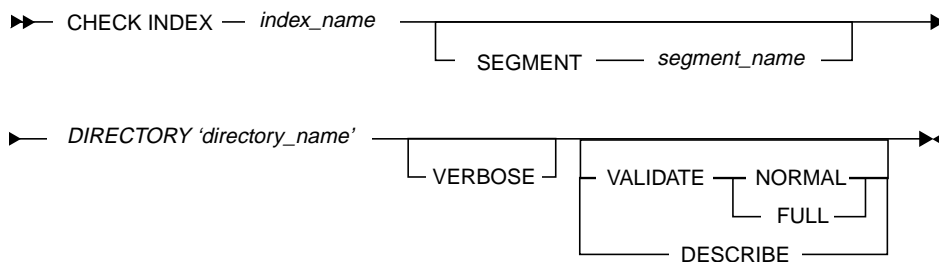 CHECK INDEX index_name
SEGMENT segment_name
DIRECTORY ‘directory_name’
VERBOSE VALIDATE NORMAL
FULL
DESCRIBE